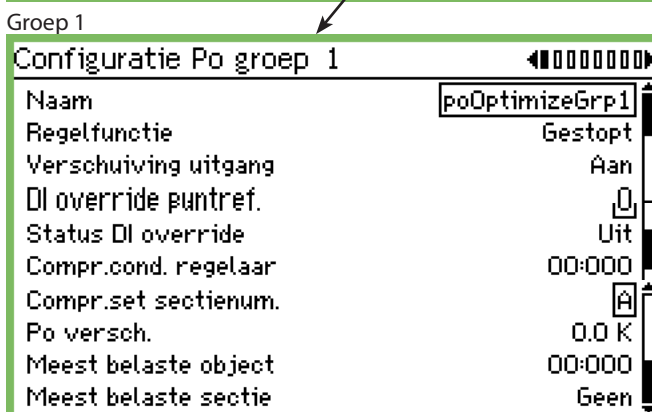 Groep 1
Configuratie Po groep 1
Naam poOptimizeGrp1
Regelfunctie Gestopt
Verschuiving uitgang Aan
DI override puntref. 0
Status DI override Uit
Compr.cond. regelaar 00:000
Compr.set sectienum. A
Po versch. 0.0 K
Meest belaste object 00:000
Meest belaste sectie Geen